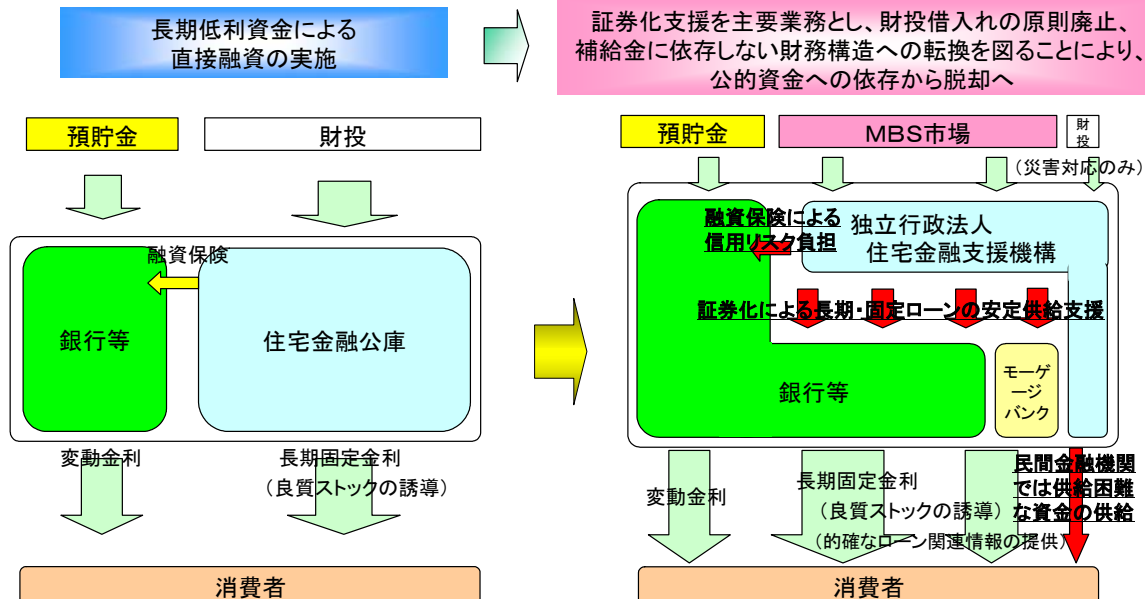 長期低利資金による
直接融資の実施
証券化支援を主要業務とし、財投借入れの原則廃止、
補給金に依存しない財務構造への転換を図ることにより、
公的資金への依存から脱却へ
預貯金
財投
融資保険
銀行等
住宅金融公庫
変動金利
長期固定金利
(良質ストックの誘導)
消費者
預貯金
MBS市場
財
投
(災害対応のみ)
融資保険による
信用リスク負担
独立行政法人
住宅金融支援機構
証券化による長期・固定ローンの安定供給支援
銀行等
モーゲ
ージ
バンク
変動金利
長期固定金利
(良質ストックの誘導)
(的確なローン関連情報の提供)
民間金融機関
では供給困難
な資金の供給
消費者